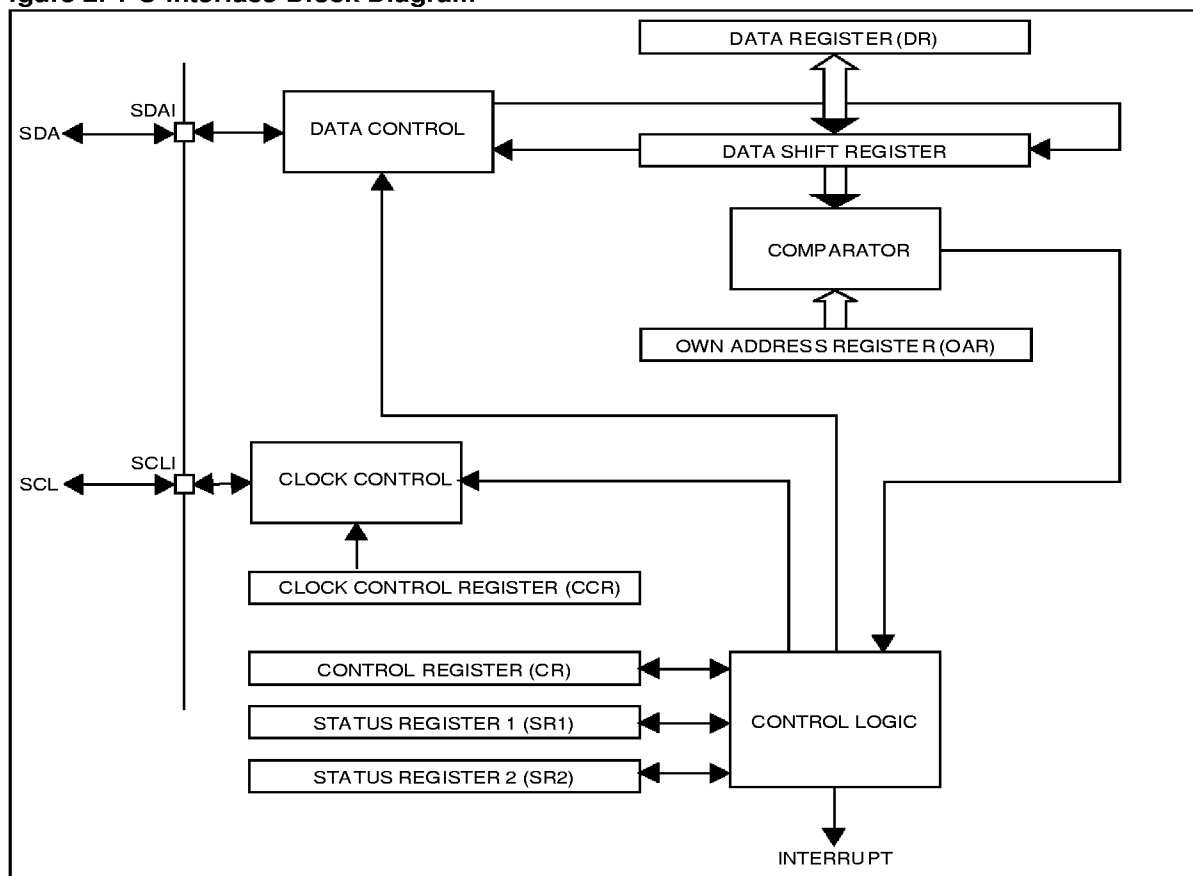 DATA REGISTER (DR)
SDAI
SDA
DATA CONTROL
DATA SHIFT REGISTER
COMPARATOR
OWN ADDRESS REGISTER (OAR)
SCLI
SCL
CLOCK CONTROL
CLOCK CONTROL REGISTER (CCR)
CONTROL REGISTER (CR)
STATUS REGISTER 1 (SR1)
CONTROL LOGIC
STATUS REGISTER 2 (SR2)
INTERRUPT